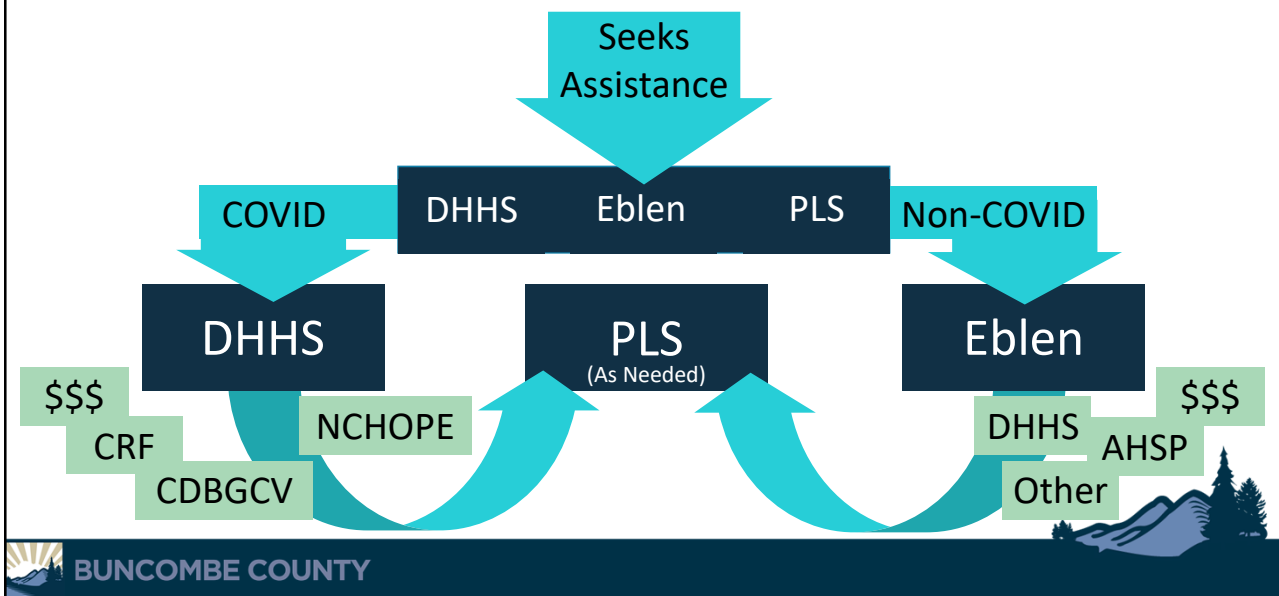 Seeks
Assistance
COVID
DHHS Eblen PLS
Non-COVID
DHHS
PLS
(As Needed)
Eblen
$$$
CRF
CDBGCV
NCHOPE
DHHS
$$$
AHSP
Other
BUNCOMBE COUNTY